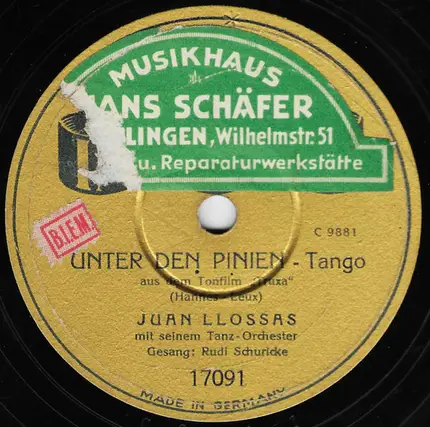 MUSIKHAUS
ANS SCHÄFER
LINGEN, Wilhelmstr. 51
u. Reparaturwerkstätte
B.I.E.M.
C 9881
UNTER DEN PINIEN - Tango
aus dem Tonfilm „Truxa"
(Hannes - Leux)
JUAN LLOSSAS
mit seinem Tanz-Orchester
Gesang: Rudi Schuricke
17091
MADE IN GERMANY